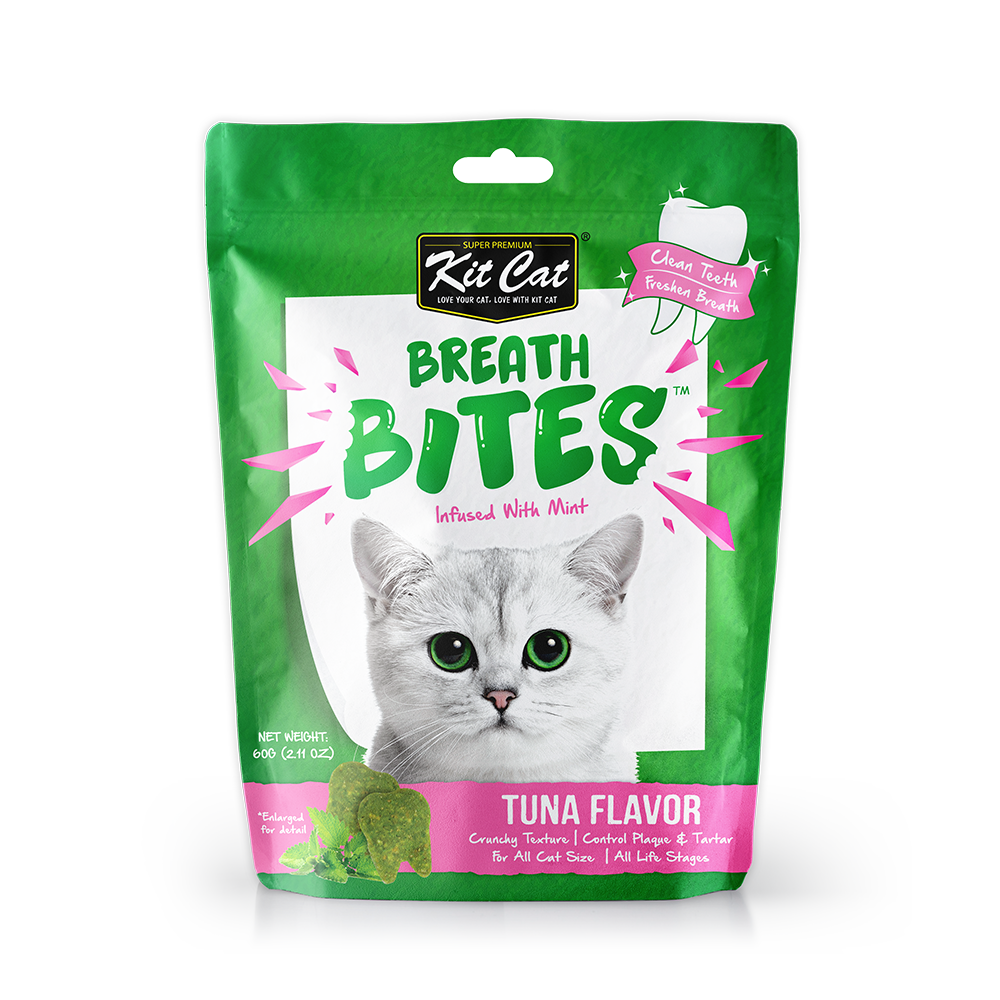 SUPER PREMIUM
Kit Cat®
LOVE YOUR CAT, LOVE WITH KIT CAT
Clean Teeth
Freshen Breath
BREATH
BITES™
Infused With Mint
NET WEIGHT:
60G (2.11 OZ)
*Enlarged
for detail
TUNA FLAVOR
Crunchy Texture | Control Plaque & Tartar
For All Cat Size | All Life Stages